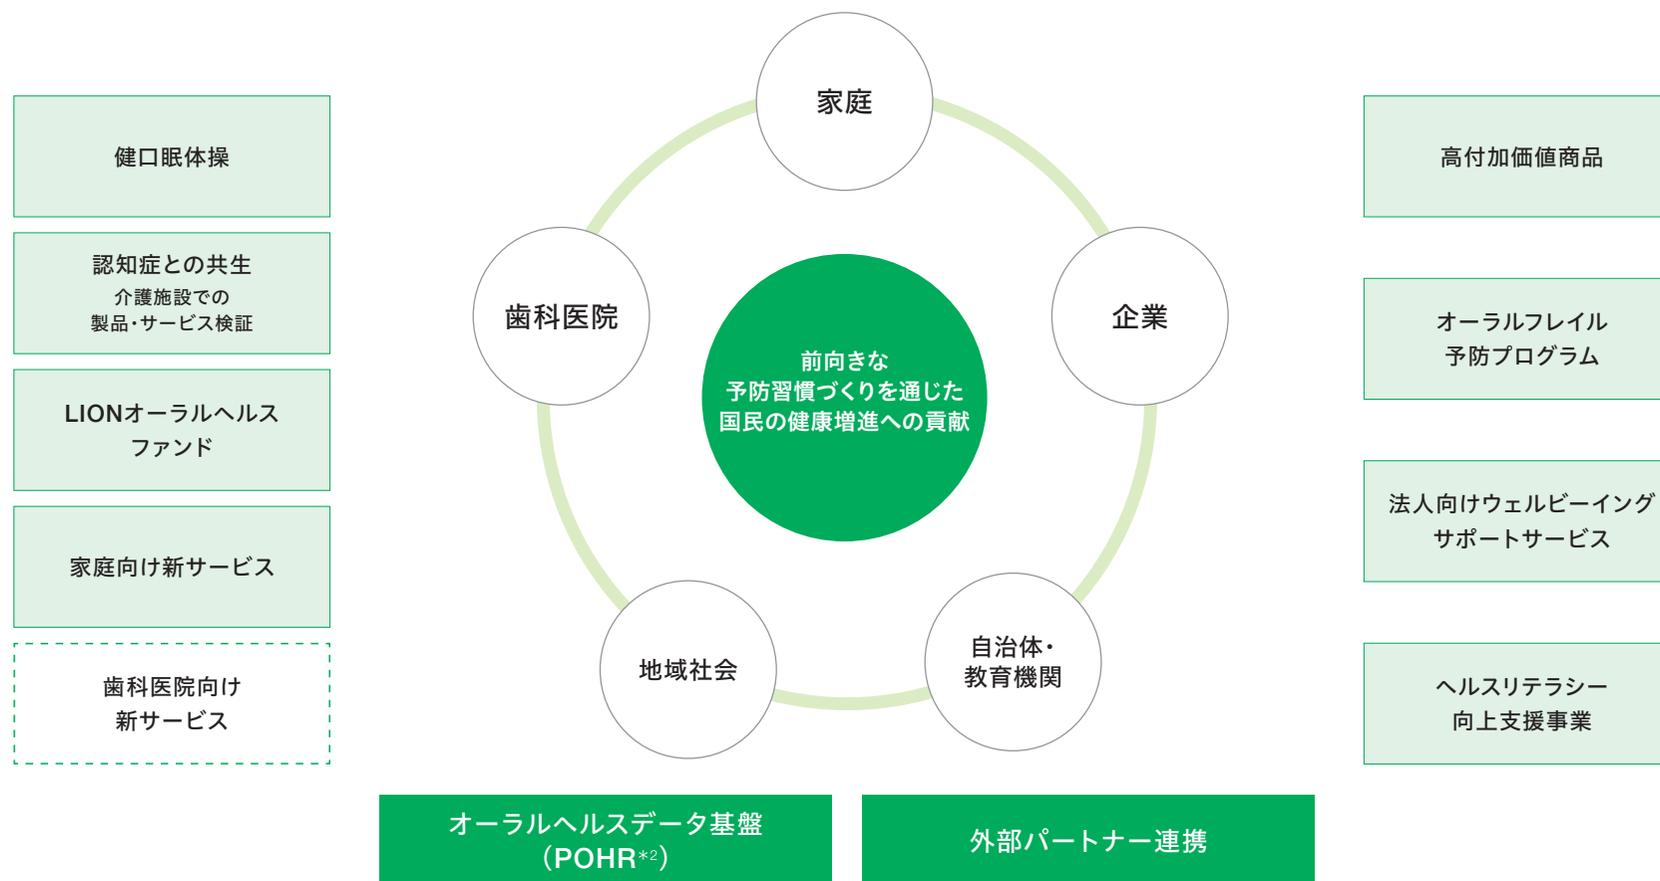 家庭
健口眠体操
高付加価値商品
認知症との共生
介護施設での
製品・サービス検証
歯科医院
企業
オーラルフレイル
予防プログラム
前向きな
予防習慣づくりを通じた
国民の健康増進への貢献
LIONオーラルヘルス
ファンド
法人向けウェルビーイング
サポートサービス
家庭向け新サービス
地域社会
自治体・
教育機関
歯科医院向け
新サービス
ヘルスリテラシー
向上支援事業
オーラルヘルスデータ基盤
（POHR*2）
外部パートナー連携